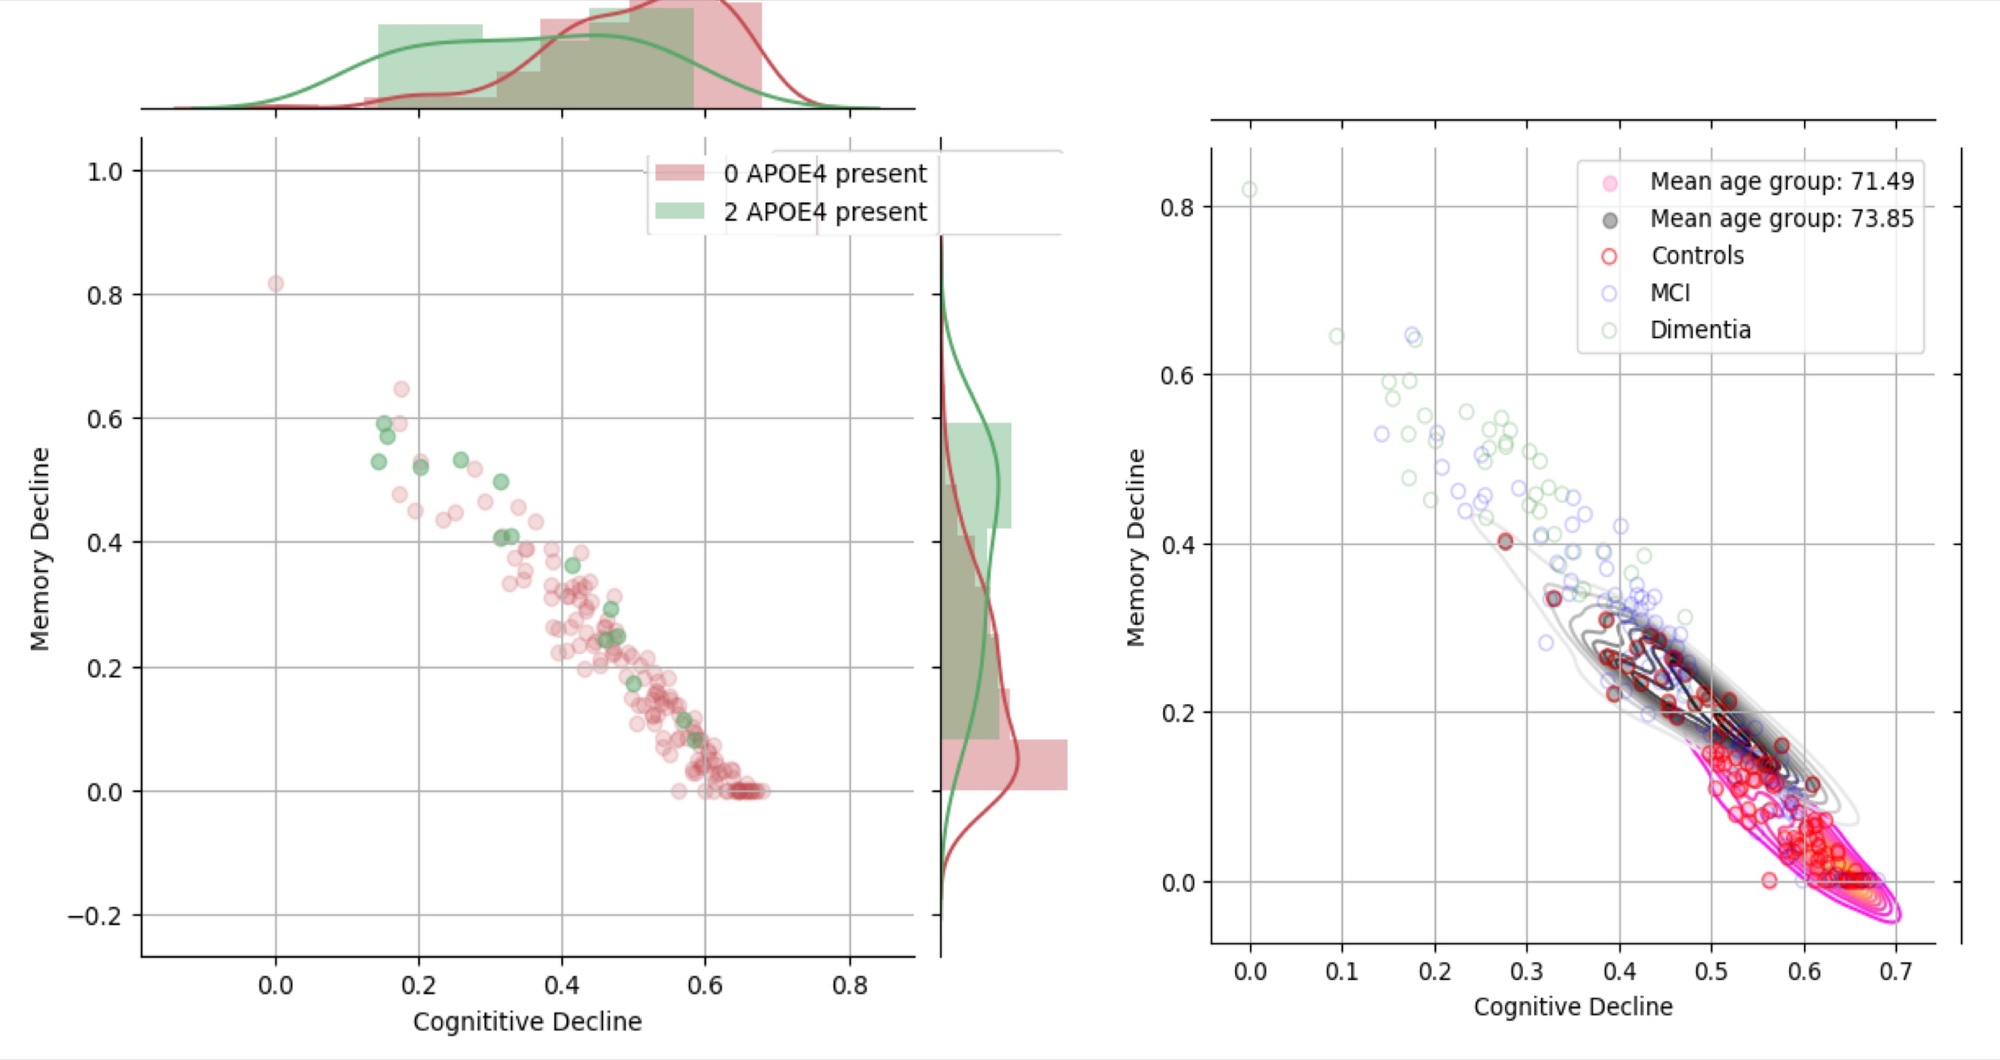 0 APOE4 present
2 APOE4 present
1.0
0.8
0.6
0.4
0.2
0.0
−0.2
Memory Decline
0.0 0.2 0.4 0.6 0.8
Cognititive Decline
Mean age group: 71.49
Mean age group: 73.85
Controls
MCI
Dimentia
0.8
0.6
0.4
0.2
0.0
Memory Decline
0.0 0.1 0.2 0.3 0.4 0.5 0.6 0.7
Cognitive Decline